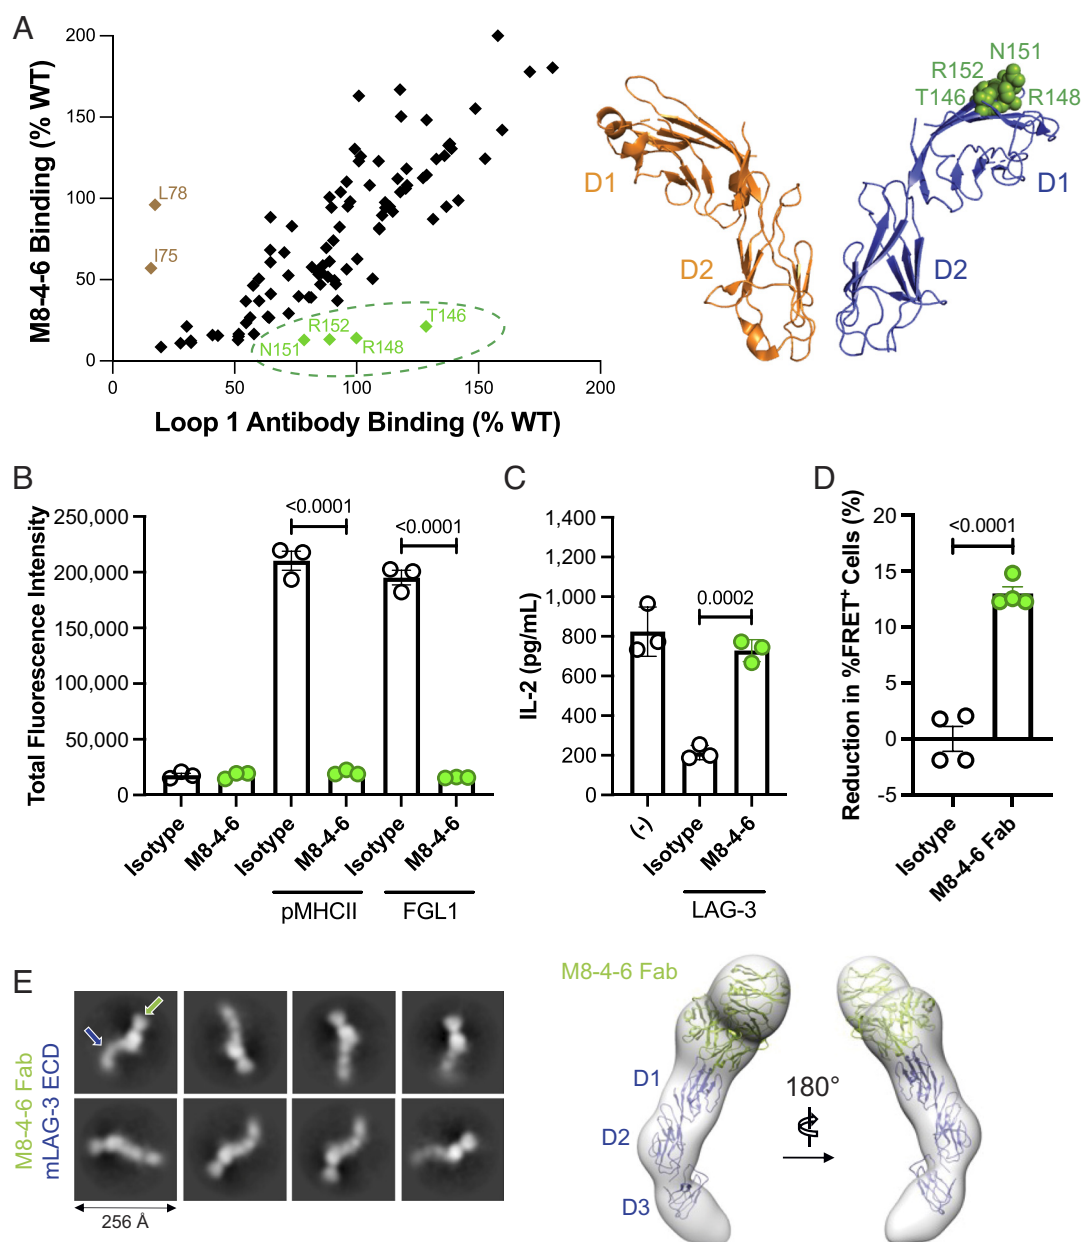 A
M8-4-6 Binding (% WT)
200
150
100
50
0
L78
I75
R152
T146
N151
R148
0
50
100
150
200
Loop 1 Antibody Binding (% WT)
N151
R152
T146
R148
D1
D1
D2
D2
B
Total Fluorescence Intensity
250,000
200,000
150,000
100,000
50,000
0
<0.0001
<0.0001
Isotype
M8-4-6
Isotype
M8-4-6
Isotype
M8-4-6
pMHCII
FGL1
C
IL-2 (pg/mL)
1,400
1,200
1,000
800
600
400
200
0
0.0002
(-)
Isotype
M8-4-6
LAG-3
D
Reduction in %FRET⁺ Cells (%)
20
15
10
5
0
-5
<0.0001
Isotype
M8-4-6 Fab
E
M8-4-6 Fab
mLAG-3 ECD
256 Å
M8-4-6 Fab
D1
D2
D3
180°